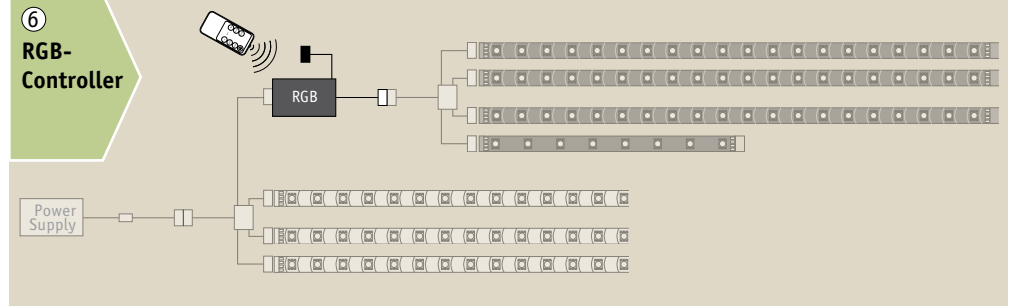 6
RGB-
Controller
RGB
Power
Supply